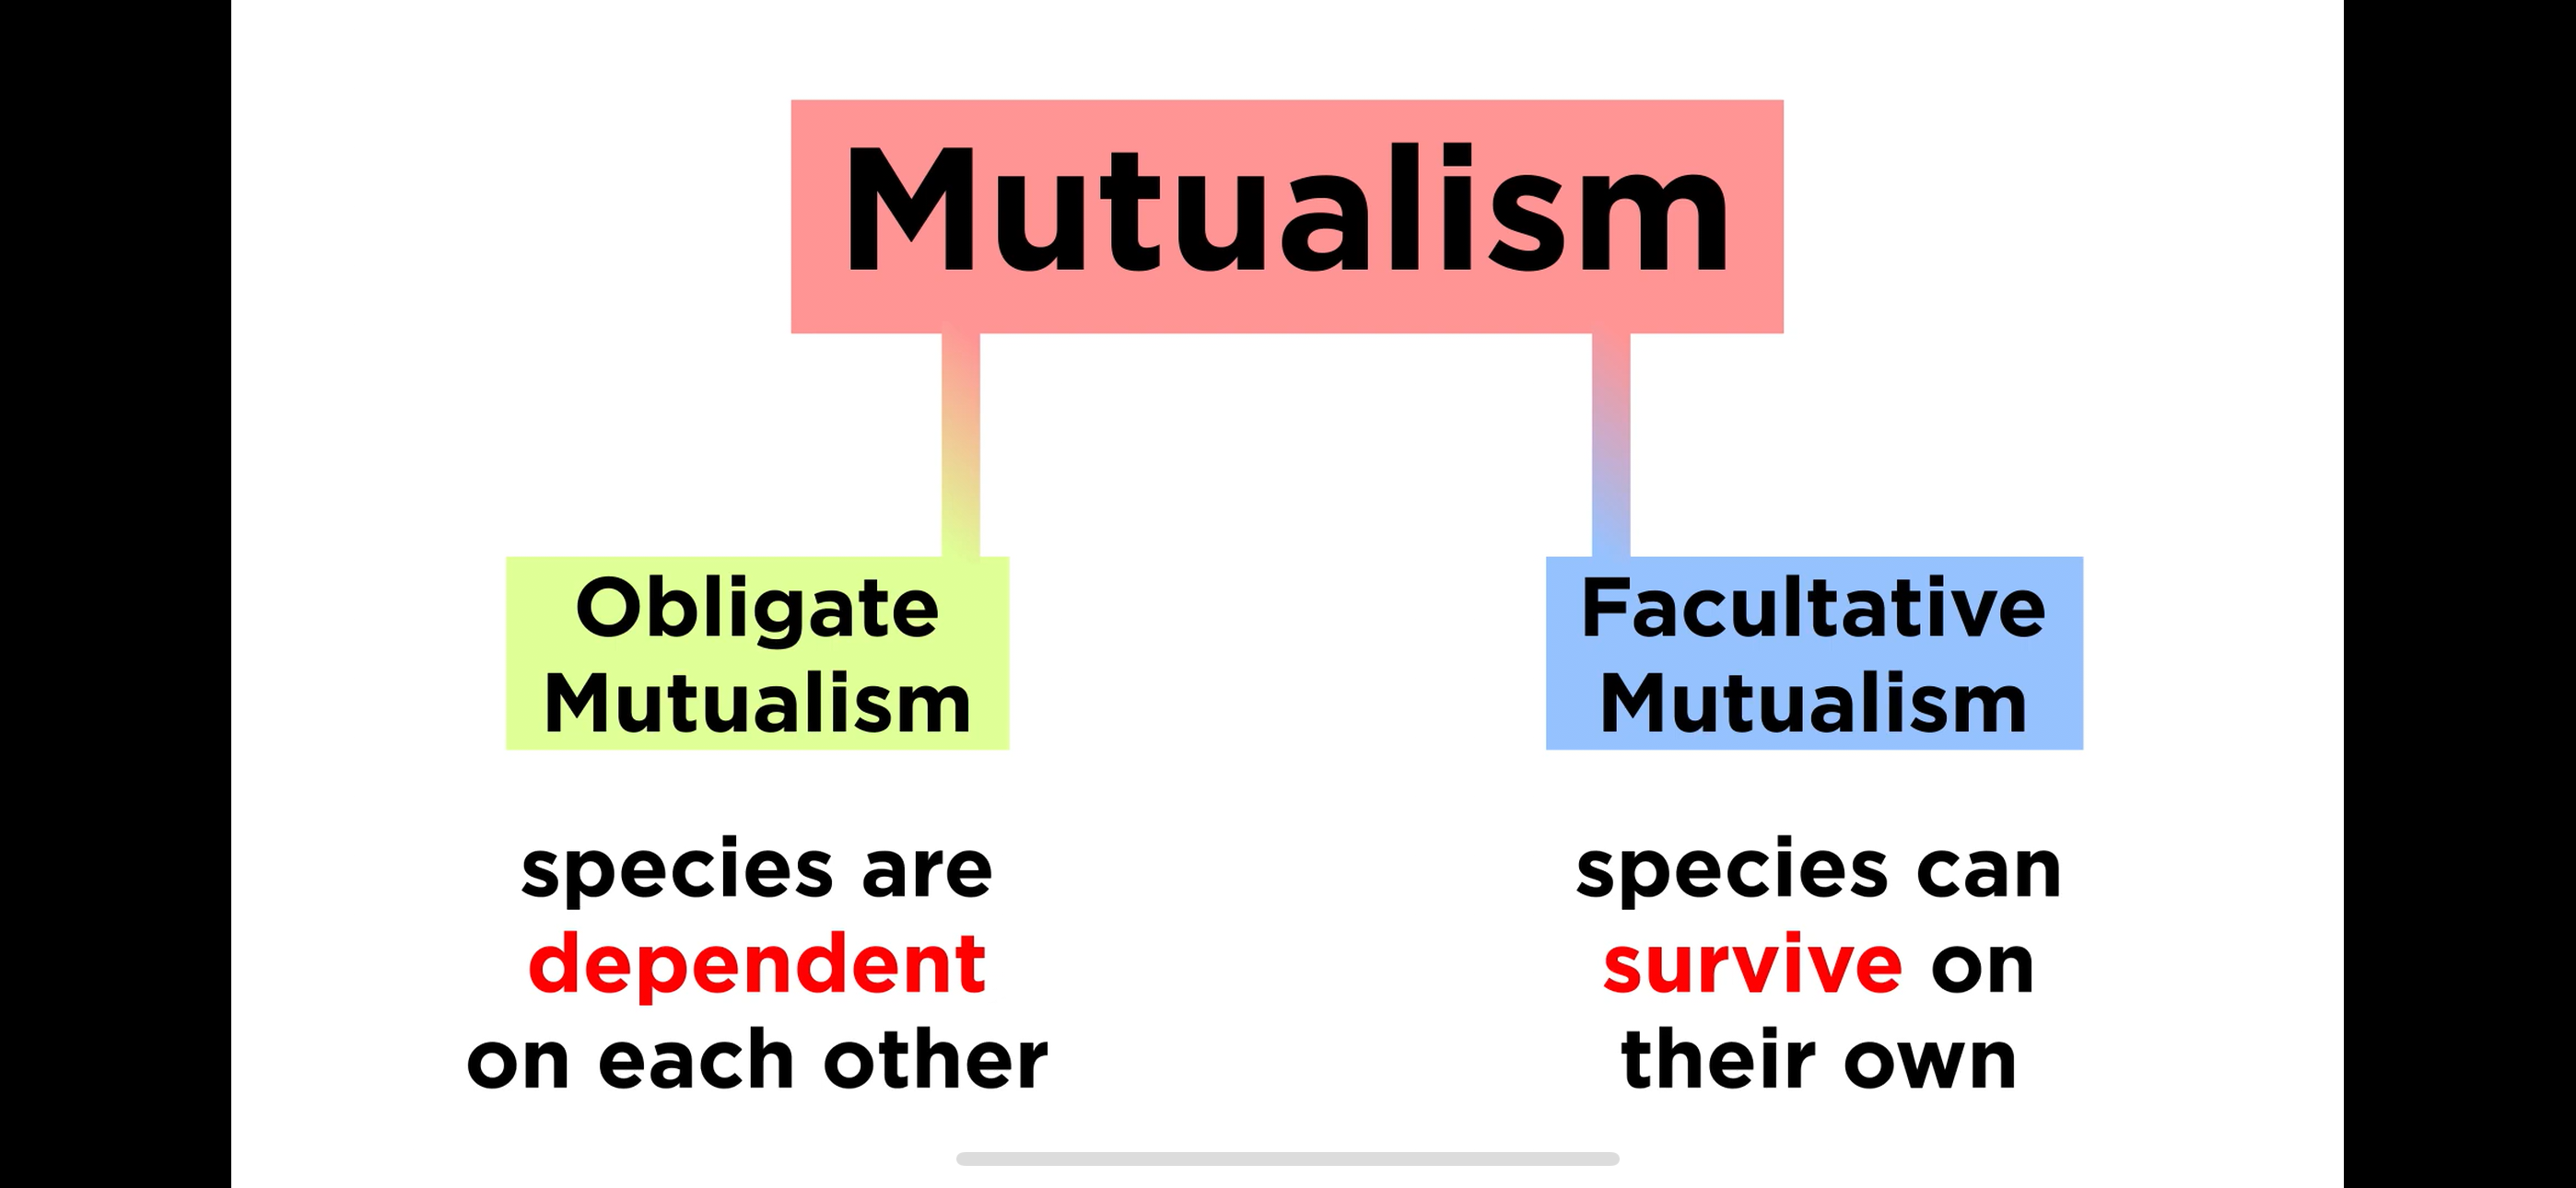 Mutualism
Obligate
Mutualism
species are
dependent
on each other
Facultative
Mutualism
species can
survive on
their own